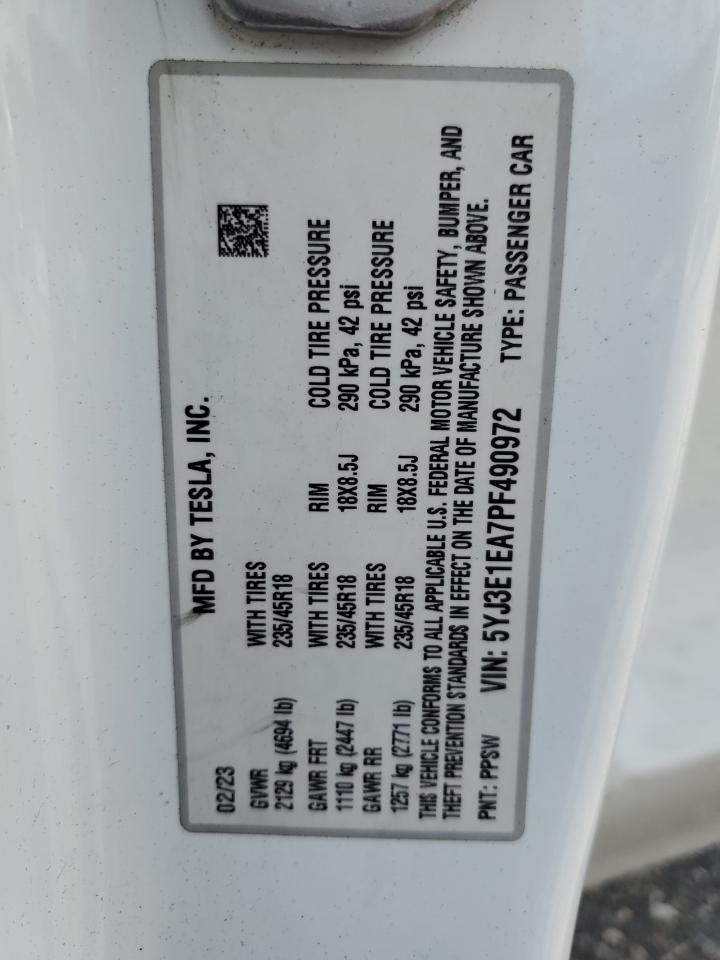 MFD BY TESLA, INC.
02/23
GVWR WITH TIRES
2129 kg (4694 lb) 235/45R18
GAWR FRT WITH TIRES RIM COLD TIRE PRESSURE
1110 kg (2447 lb) 235/45R18 18X8.5J 290 kPa, 42 psi
GAWR RR WITH TIRES RIM COLD TIRE PRESSURE
1257 kg (2771 lb) 235/45R18 18X8.5J 290 kPa, 42 psi
THIS VEHICLE CONFORMS TO ALL APPLICABLE U.S. FEDERAL MOTOR VEHICLE SAFETY, BUMPER, AND
THEFT PREVENTION STANDARDS IN EFFECT ON THE DATE OF MANUFACTURE SHOWN ABOVE.
PNT: PPSW VIN: 5YJ3E1EA7PF490972 TYPE: PASSENGER CAR